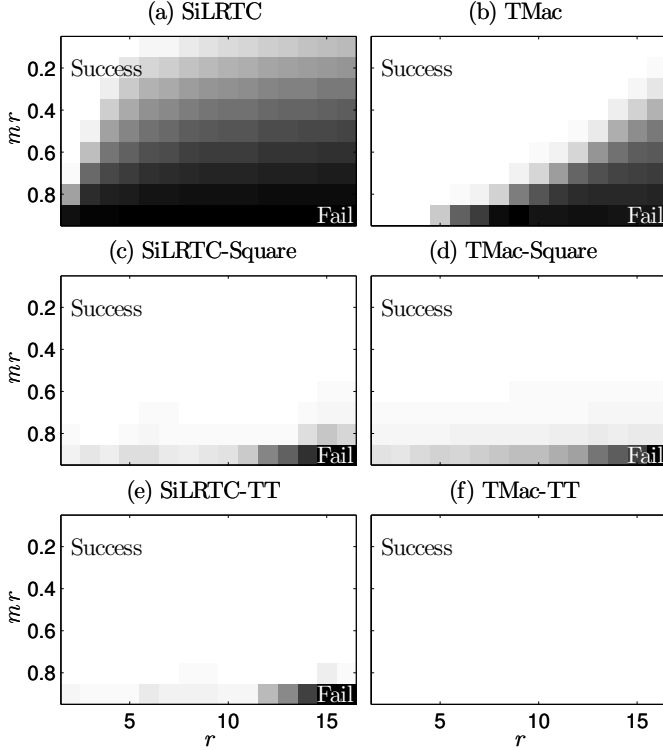 (a) SiLRTC
(b) TMac
0.2
0.4
0.6
0.8
mr
Success
Fail
Success
Fail
(c) SiLRTC-Square
(d) TMac-Square
0.2
0.4
0.6
0.8
mr
Success
Fail
Success
Fail
(e) SiLRTC-TT
(f) TMac-TT
0.2
0.4
0.6
0.8
mr
Success
Fail
Success
5 10 15
5 10 15
r
r